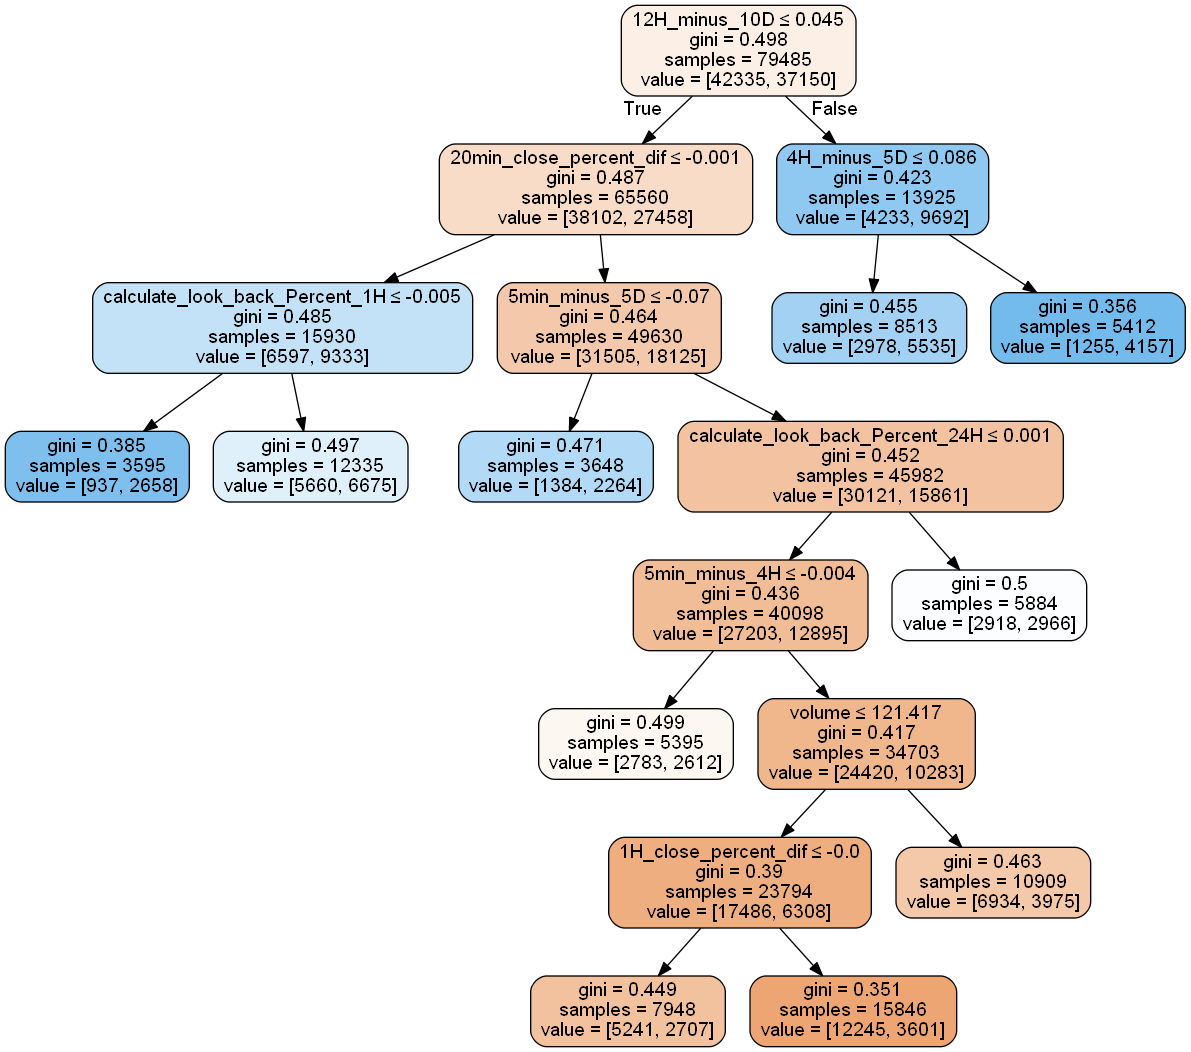 12H_minus_10D ≤ 0.045
gini = 0.498
samples = 79485
value = [42335, 37150]
True
False
20min_close_percent_dif ≤ -0.001
gini = 0.487
samples = 65560
value = [38102, 27458]
4H_minus_5D ≤ 0.086
gini = 0.423
samples = 13925
value = [4233, 9692]
calculate_look_back_Percent_1H ≤ -0.005
gini = 0.485
samples = 15930
value = [6597, 9333]
5min_minus_5D ≤ -0.07
gini = 0.464
samples = 49630
value = [31505, 18125]
gini = 0.455
samples = 8513
value = [2978, 5535]
gini = 0.356
samples = 5412
value = [1255, 4157]
gini = 0.385
samples = 3595
value = [937, 2658]
gini = 0.497
samples = 12335
value = [5660, 6675]
gini = 0.471
samples = 3648
value = [1384, 2264]
calculate_look_back_Percent_24H ≤ 0.001
gini = 0.452
samples = 45982
value = [30121, 15861]
5min_minus_4H ≤ -0.004
gini = 0.436
samples = 40098
value = [27203, 12895]
gini = 0.5
samples = 5884
value = [2918, 2966]
gini = 0.499
samples = 5395
value = [2783, 2612]
volume ≤ 121.417
gini = 0.417
samples = 34703
value = [24420, 10283]
1H_close_percent_dif ≤ -0.0
gini = 0.39
samples = 23794
value = [17486, 6308]
gini = 0.463
samples = 10909
value = [6934, 3975]
gini = 0.449
samples = 7948
value = [5241, 2707]
gini = 0.351
samples = 15846
value = [12245, 3601]